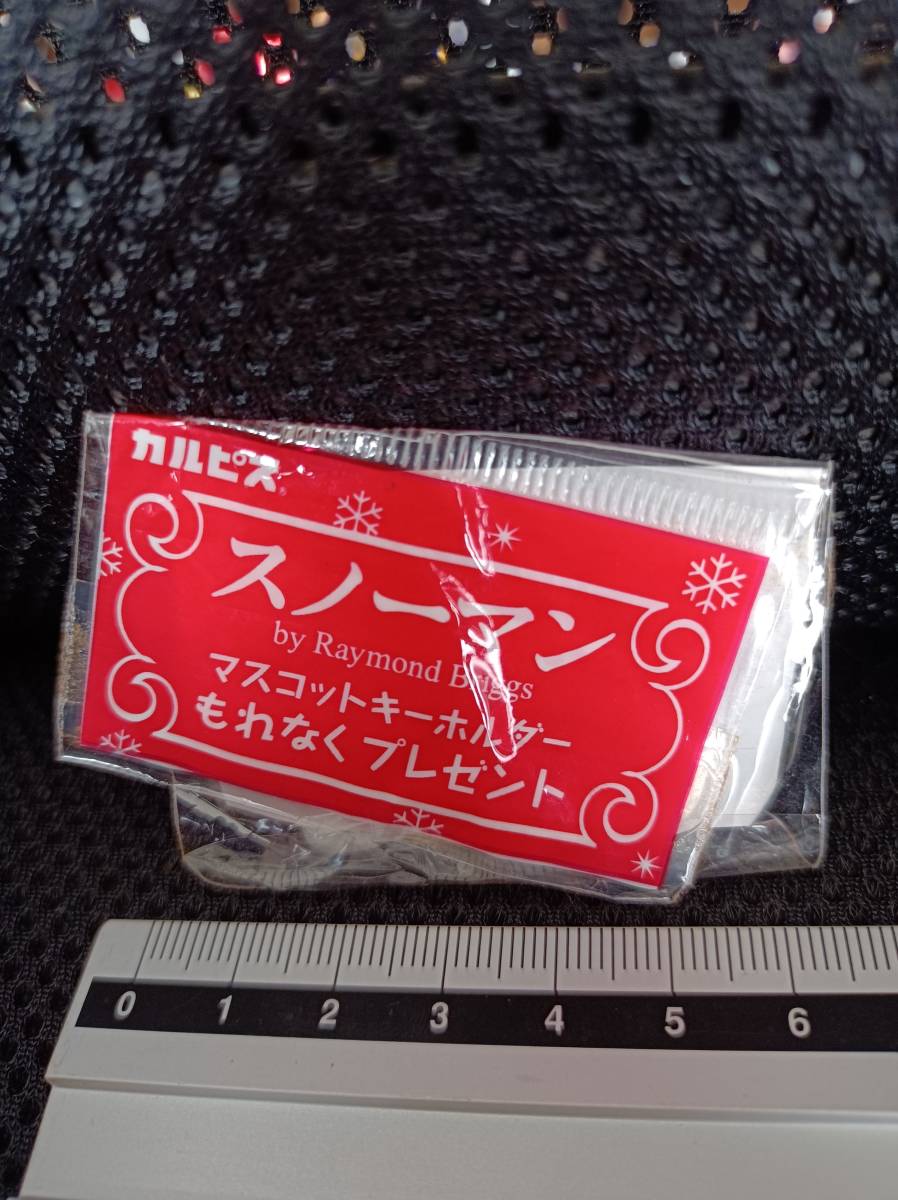 カルピス
スノーマン
by Raymond Briggs
マスコットキーホルダー
もれなくプレゼント
0 1 2 3 4 5 6